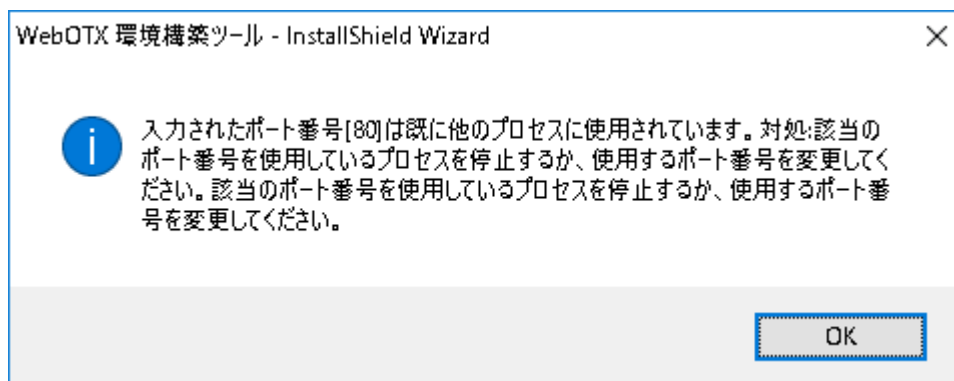 WebOTX 環境構築ツール - InstallShield Wizard
入力されたポート番号[80]は既に他のプロセスに使用されています。対処:該当の
ポート番号を使用しているプロセスを停止するか、使用するポート番号を変更してく
ださい。該当のポート番号を使用しているプロセスを停止するか、使用するポート番
号を変更してください。
OK